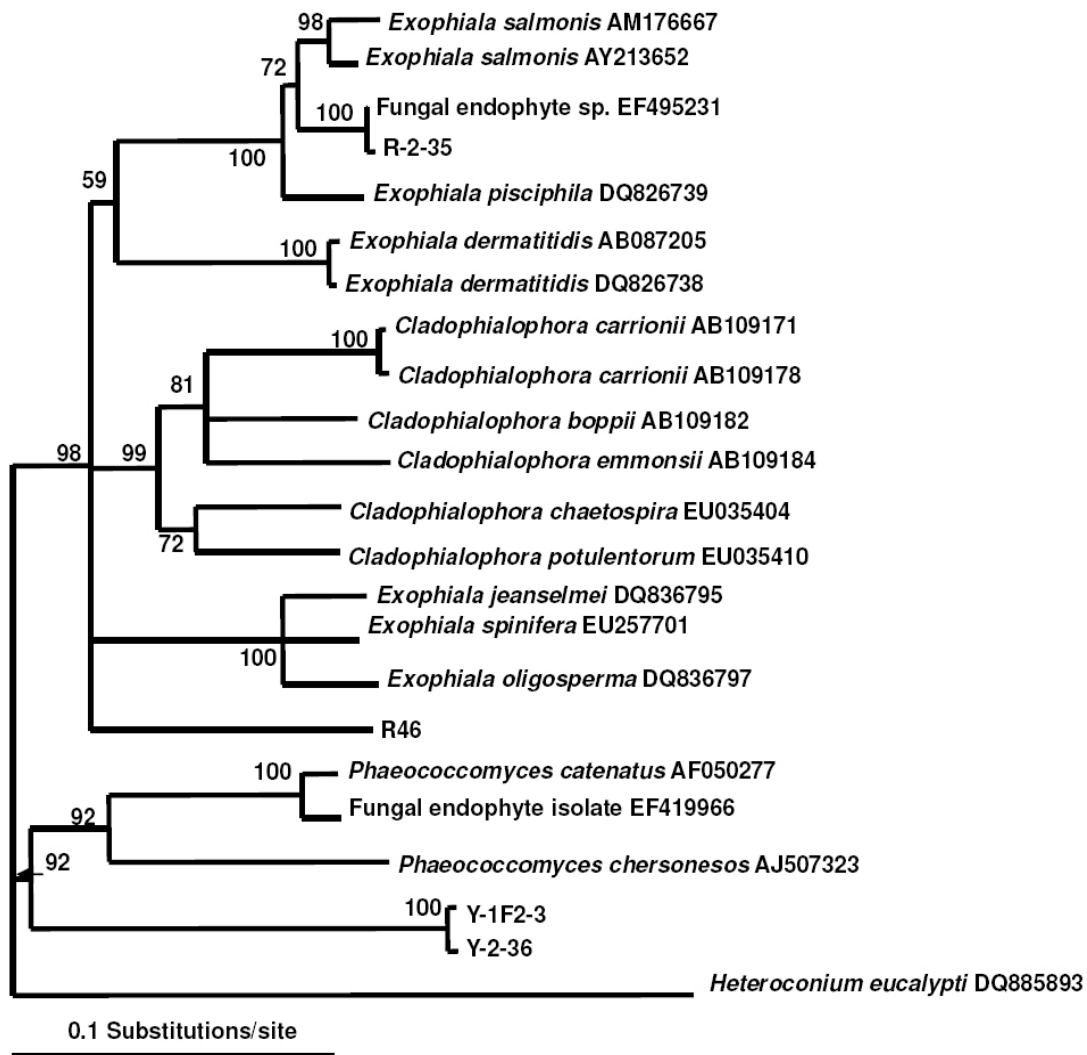 98 Exophiala salmonis AM176667
Exophiala salmonis AY213652
72
100 Fungal endophyte sp. EF495231
R-2-35
100
59
Exophiala pisciphila DQ826739
100 Exophiala dermatitidis AB087205
Exophiala dermatitidis DQ826738
Cladophialophora carrionii AB109171
100
Cladophialophora carrionii AB109178
81
Cladophialophora boppii AB109182
98 99
Cladophialophora emmonsii AB109184
Cladophialophora chaetospira EU035404
72
Cladophialophora potulentorum EU035410
Exophiala jeanselmei DQ836795
Exophiala spinifera EU257701
100
Exophiala oligosperma DQ836797
R46
100 Phaeococcomyces catenatus AF050277
Fungal endophyte isolate EF419966
92
92
Phaeococcomyces chersonesos AJ507323
100 Y-1F2-3
Y-2-36
Heteroconium eucalypti DQ885893
0.1 Substitutions/site